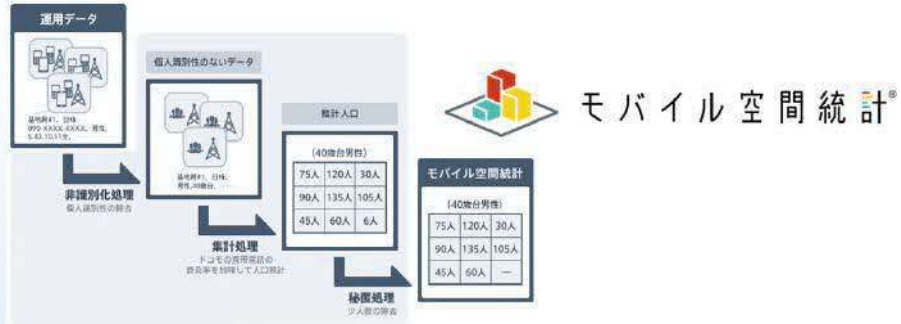 運用データ
基地局#1、日時
090-XXXX-XXXX、男性、
非識別化処理
個人識別性の除去
個人識別性のないデータ
基地局#1、日時、
男性,40歳台、
集計処理
ドコモの携帯電話の
普及率を加味して人口推計
推計人口
(40歳台男性)
75人 120人 30人
90人 135人 105人
45人 60人 6人
秘匿処理
少人数の除去
モバイル空間統計
(40歳台男性)
75人 120人 30人
90人 135人 105人
45人 60人 ー
モバイル空間統計®